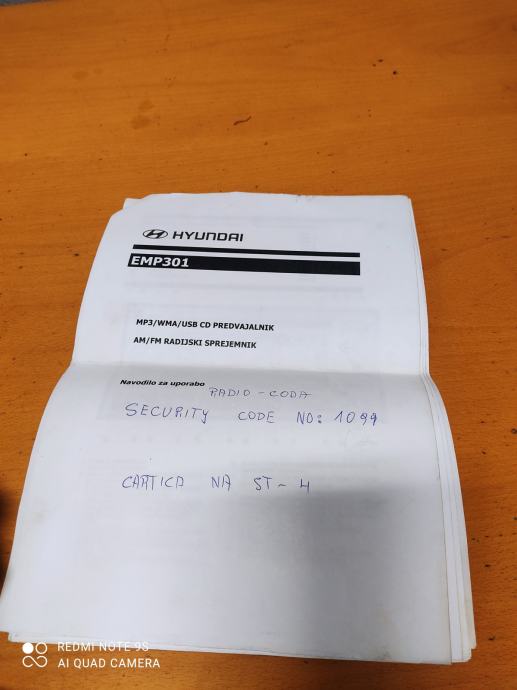 HYUNDAI
EMP301
MP3/WMA/USB CD PREDVAJALNIK
AM/FM RADIJSKI SPREJEMNIK
Navodilo za uporabo
RADIO - CODA
SECURITY CODE NO: 1099
CARTICA NA ST - 4
REDMI NOTE 9S
AI QUAD CAMERA